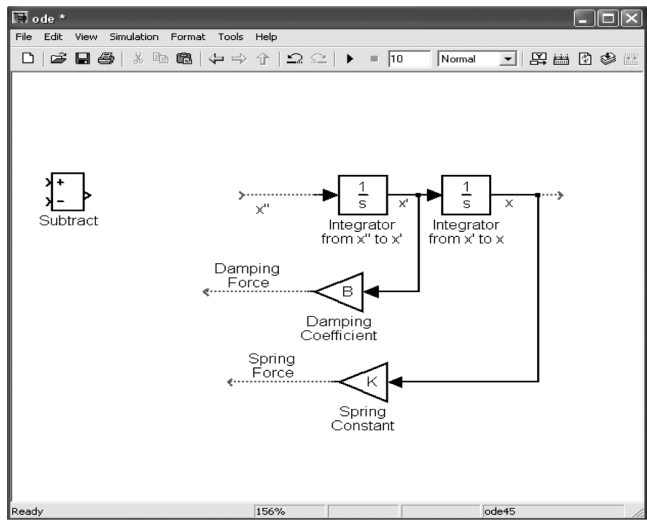 ode *
File Edit View Simulation Format Tools Help
10 Normal
+
−
Subtract
x"
1
s
x'
1
s
x
Integrator
from x" to x'
Integrator
from x' to x
Damping
Force
B
Damping
Coefficient
Spring
Force
K
Spring
Constant
Ready 156% ode45